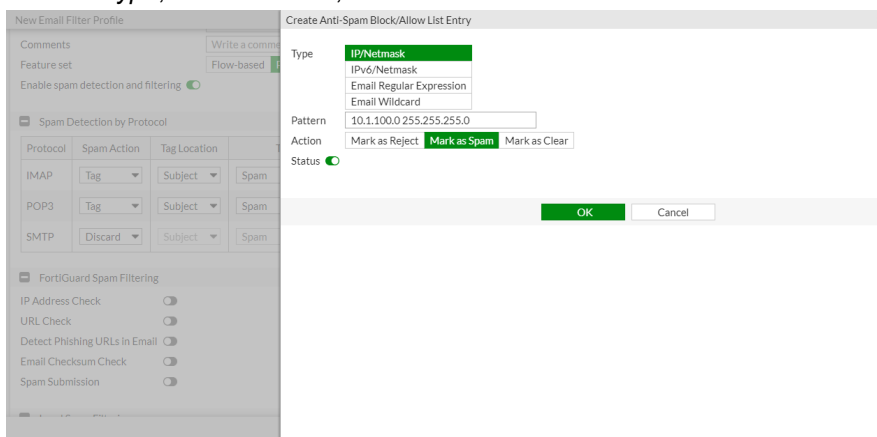 New Email Filter Profile
Comments Write a comme
Feature set Flow-based
Enable spam detection and filtering
Spam Detection by Protocol
Protocol Spam Action Tag Location
IMAP Tag Subject Spam
POP3 Tag Subject Spam
SMTP Discard Subject Spam
FortiGuard Spam Filtering
IP Address Check
URL Check
Detect Phishing URLs in Email
Email Checksum Check
Spam Submission
Create Anti-Spam Block/Allow List Entry
Type IP/Netmask
IPv6/Netmask
Email Regular Expression
Email Wildcard
Pattern 10.1.100.0 255.255.255.0
Action Mark as Reject Mark as Spam Mark as Clear
Status
OK Cancel